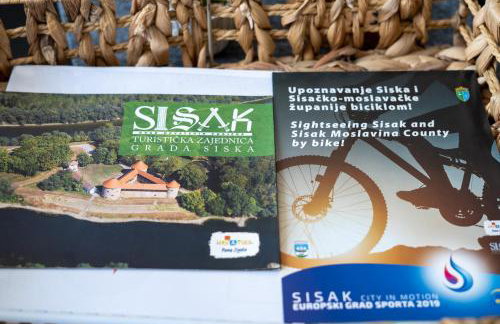 SISAK
TURISTIČKA ZAJEDNICA
GRADA SISKA
Upoznavanje Siska i
Sisačko-moslavačke
županije biciklom!
Sightseeing Sisak and
Sisak Moslavina County
by bike!
SISAK CITY IN MOTION
EUROPSKI GRAD SPORTA 2019